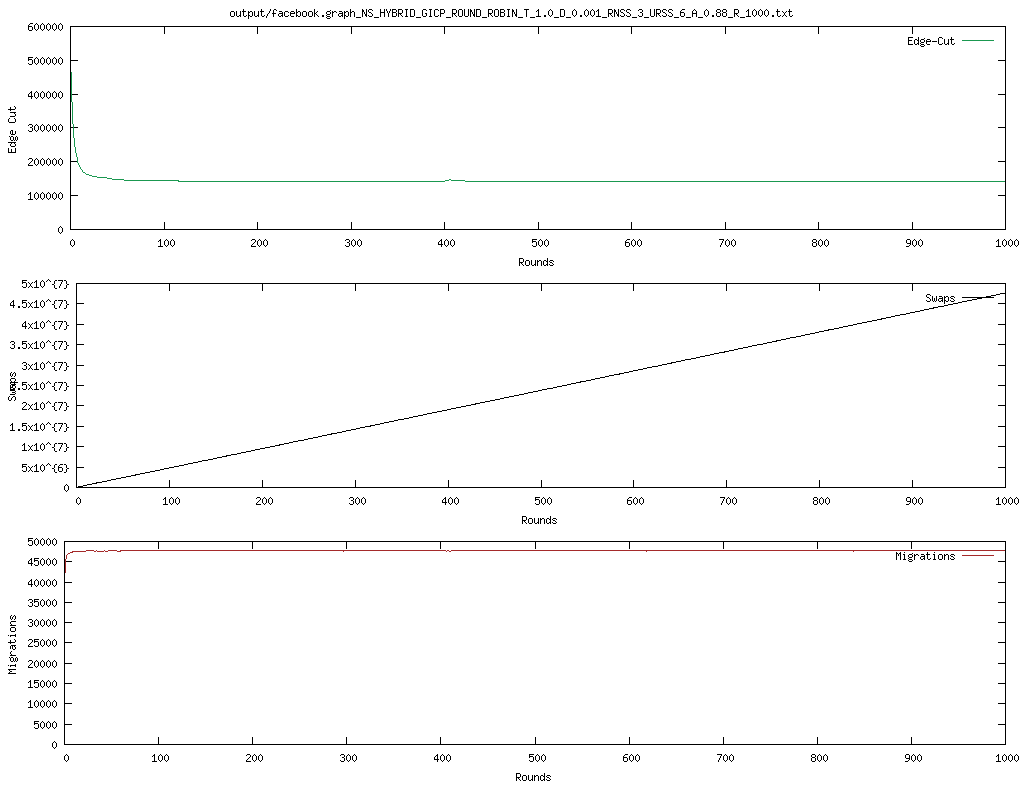 output/facebook.graph_NS_HYBRID_GICP_ROUND_ROBIN_T_1.0_D_0.001_RNSS_3_URSS_6_A_0.88_R_1000.txt
600000
Edge-Cut
500000
400000
300000
200000
100000
0
Edge Cut
0 100 200 300 400 500 600 700 800 900 1000
Rounds
5x10^{7}
Swaps
4.5x10^{7}
4x10^{7}
3.5x10^{7}
3x10^{7}
.5x10^{7}
2x10^{7}
1.5x10^{7}
1x10^{7}
5x10^{6}
0
Swaps
0 100 200 300 400 500 600 700 800 900 1000
Rounds
50000
Migrations
45000
40000
35000
30000
25000
20000
15000
10000
5000
0
Migrations
0 100 200 300 400 500 600 700 800 900 1000
Rounds